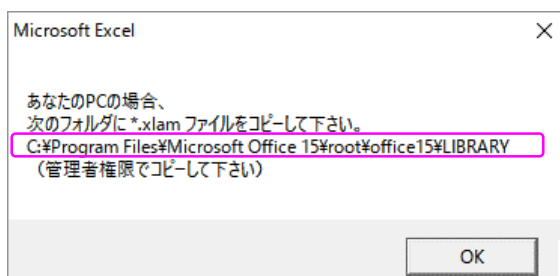 Microsoft Excel
あなたのPCの場合、
次のフォルダに *.xlam ファイルをコピーして下さい。
C:¥Program Files¥Microsoft Office 15¥root¥office15¥LIBRARY
（管理者権限でコピーして下さい）
OK